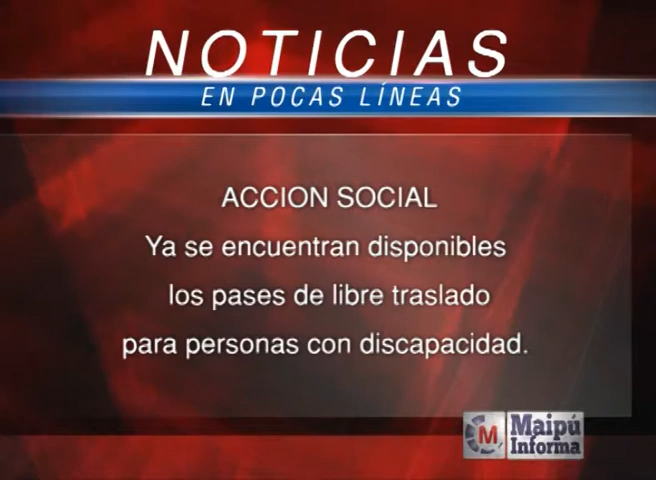 NOTICIAS
EN POCAS LÍNEAS
ACCION SOCIAL
Ya se encuentran disponibles
los pases de libre traslado
para personas con discapacidad.
M Maipú
Informa